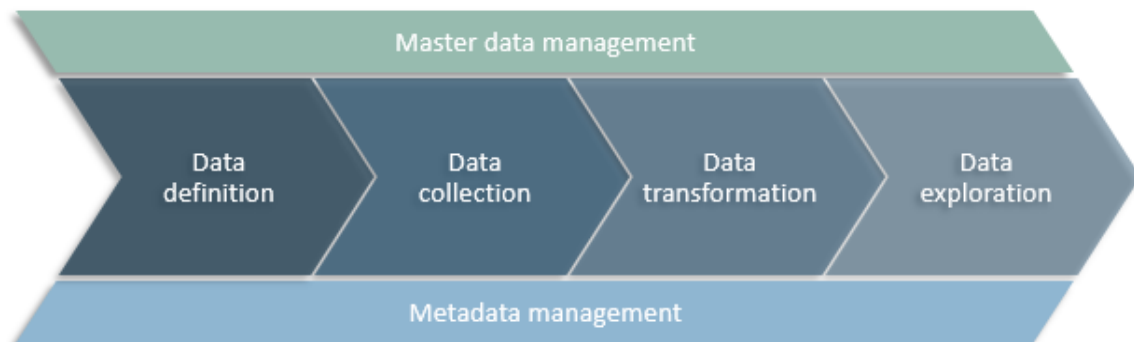 Master data management
Data
definition
Data
collection
Data
transformation
Data
exploration
Metadata management